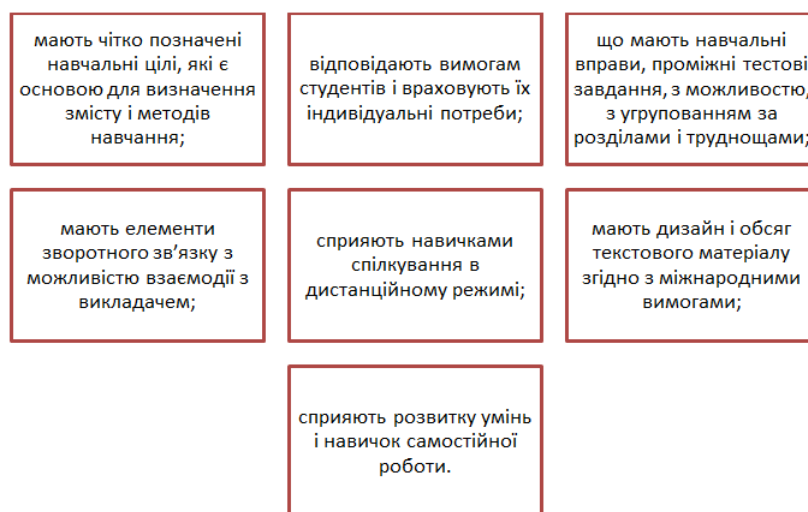 мають чітко позначені
навчальні цілі, які є
основою для визначення
змісту і методів
навчання;
відповідають вимогам
студентів і враховують їх
індивідуальні потреби;
що мають навчальні
вправи, проміжні тестові
завдання, з можливостю,
з угрупованням за
розділами і труднощами;
мають елементи
зворотного зв’язку з
можливістю взаємодії з
викладачем;
сприяють навичками
спілкування в
дистанційному режимі;
мають дизайн і обсяг
текстового матеріалу
згідно з міжнародними
вимогами;
сприяють розвитку умінь
і навичок самостійної
роботи.